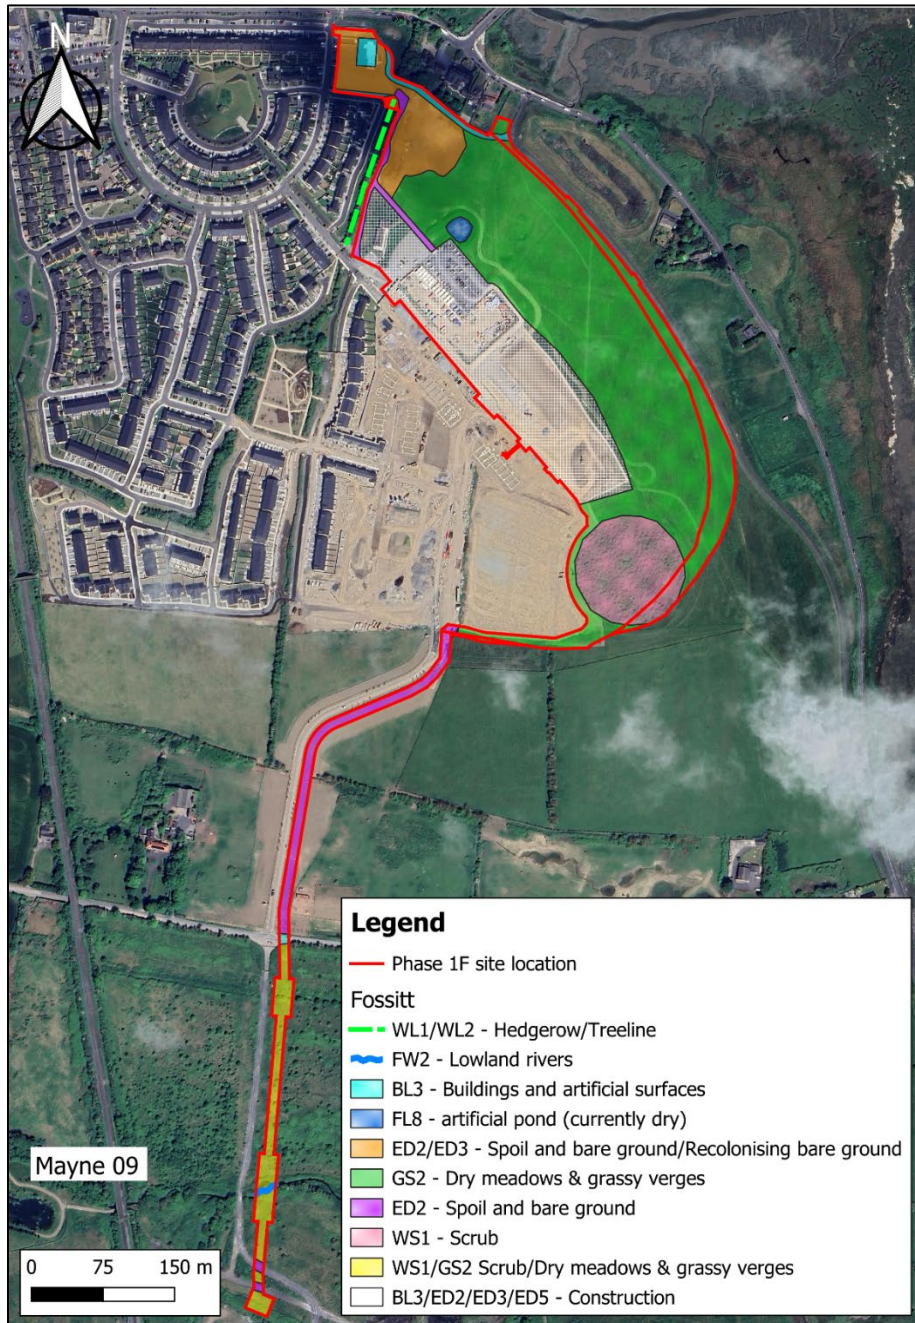 N
Legend
Phase 1F site location
Fossitt
WL1/WL2 - Hedgerow/Treeline
FW2 - Lowland rivers
BL3 - Buildings and artificial surfaces
FL8 - artificial pond (currently dry)
ED2/ED3 - Spoil and bare ground/Recolonising bare ground
GS2 - Dry meadows & grassy verges
ED2 - Spoil and bare ground
WS1 - Scrub
WS1/GS2 Scrub/Dry meadows & grassy verges
BL3/ED2/ED3/ED5 - Construction
Mayne 09
0 75 150 m